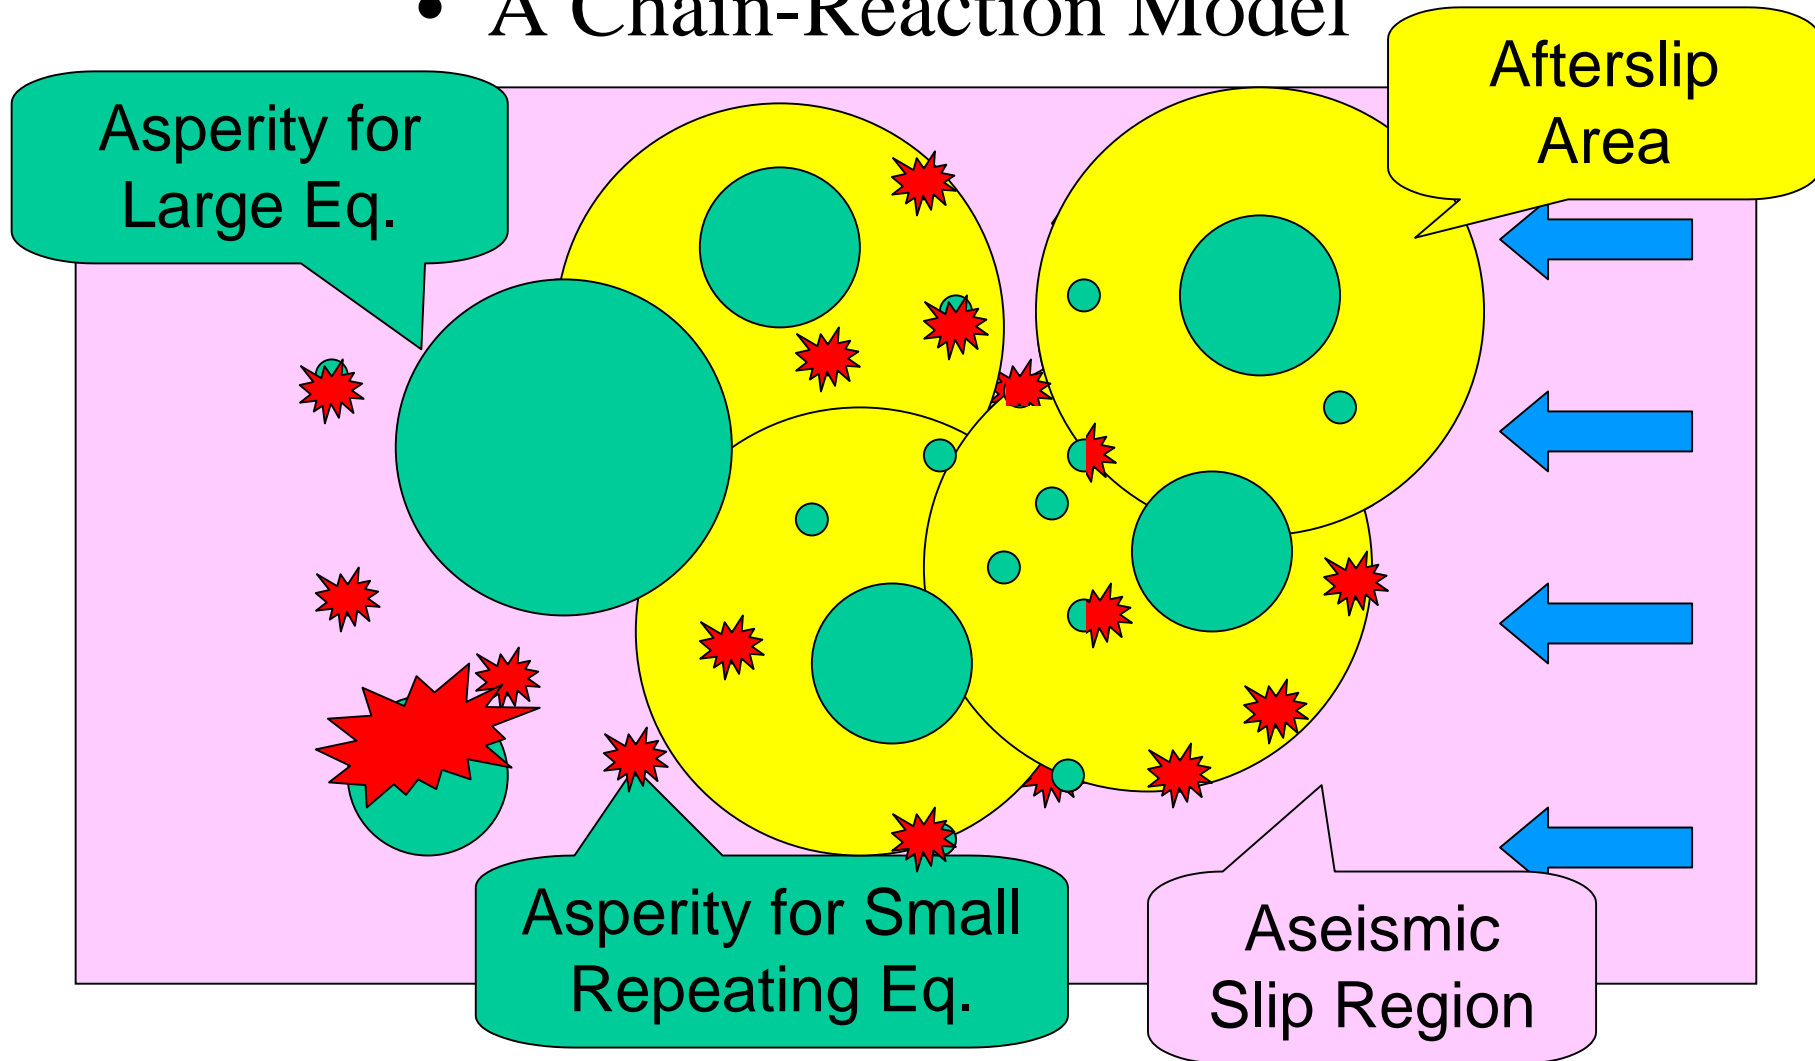 • A Chain-Reaction Model
Asperity for
Large Eq.
Afterslip
Area
Asperity for Small
Repeating Eq.
Aseismic
Slip Region